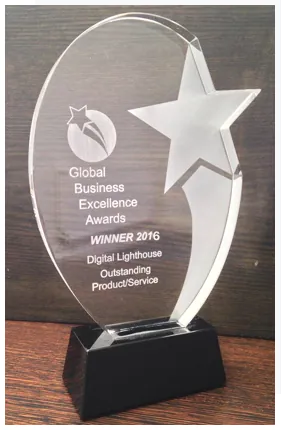 Global
Business
Excellence
Awards
WINNER 2016
Digital Lighthouse
Outstanding
Product/Service